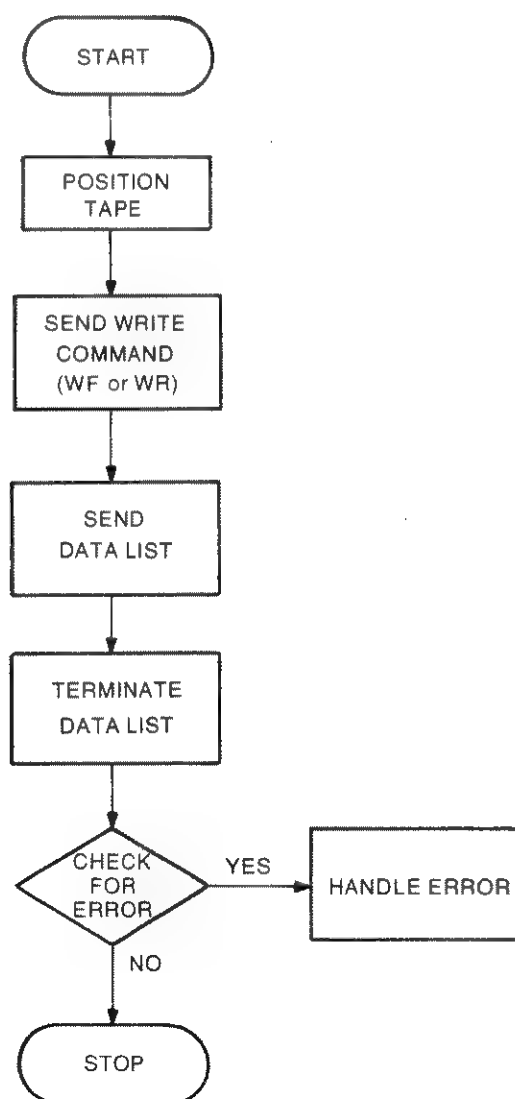 START
POSITION
TAPE
SEND WRITE
COMMAND
(WF or WR)
SEND
DATA LIST
TERMINATE
DATA LIST
CHECK
FOR
ERROR
YES
HANDLE ERROR
NO
STOP